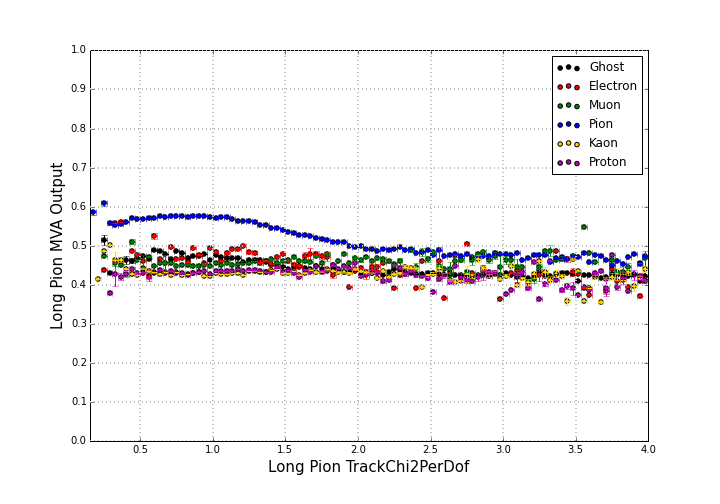 1.0
0.9
0.8
0.7
0.6
0.5
0.4
0.3
0.2
0.1
0.0
Long Pion MVA Output
Ghost
Electron
Muon
Pion
Kaon
Proton
0.5 1.0 1.5 2.0 2.5 3.0 3.5 4.0
Long Pion TrackChi2PerDof